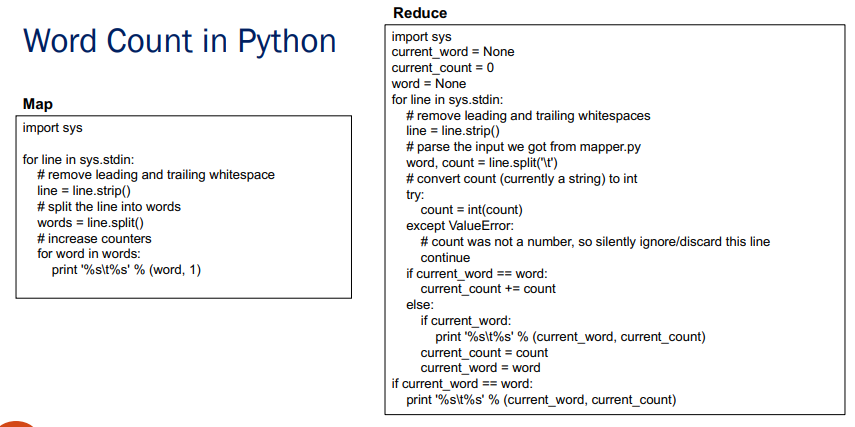 Word Count in Python
Map
import sys

for line in sys.stdin:
    # remove leading and trailing whitespace
    line = line.strip()
    # split the line into words
    words = line.split()
    # increase counters
    for word in words:
        print '%s\t%s' % (word, 1)
Reduce
import sys
current_word = None
current_count = 0
word = None
for line in sys.stdin:
    # remove leading and trailing whitespaces
    line = line.strip()
    # parse the input we got from mapper.py
    word, count = line.split('\t')
    # convert count (currently a string) to int
    try:
        count = int(count)
    except ValueError:
        # count was not a number, so silently ignore/discard this line
        continue
    if current_word == word:
        current_count += count
    else:
        if current_word:
            print '%s\t%s' % (current_word, current_count)
        current_count = count
        current_word = word
if current_word == word:
    print '%s\t%s' % (current_word, current_count)